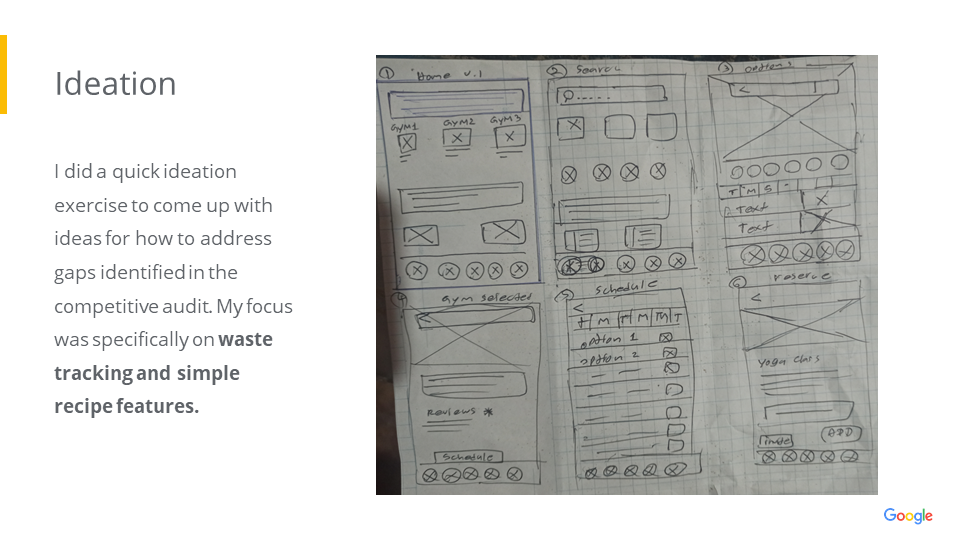 Ideation
I did a quick ideation
exercise to come up with
ideas for how to address
gaps identified in the
competitive audit. My focus
was specifically on waste
tracking and simple
recipe features.
1 Home v.1
GYM1 GYM2 GYM3
2 Search
3 options
T M S
Text
Text
4 Gym selected
<
Reviews *
Schedule
5 Schedule
<
T M T M Th T
option 1
option 2
6 reserve
<
Yoga class
ADD
Google